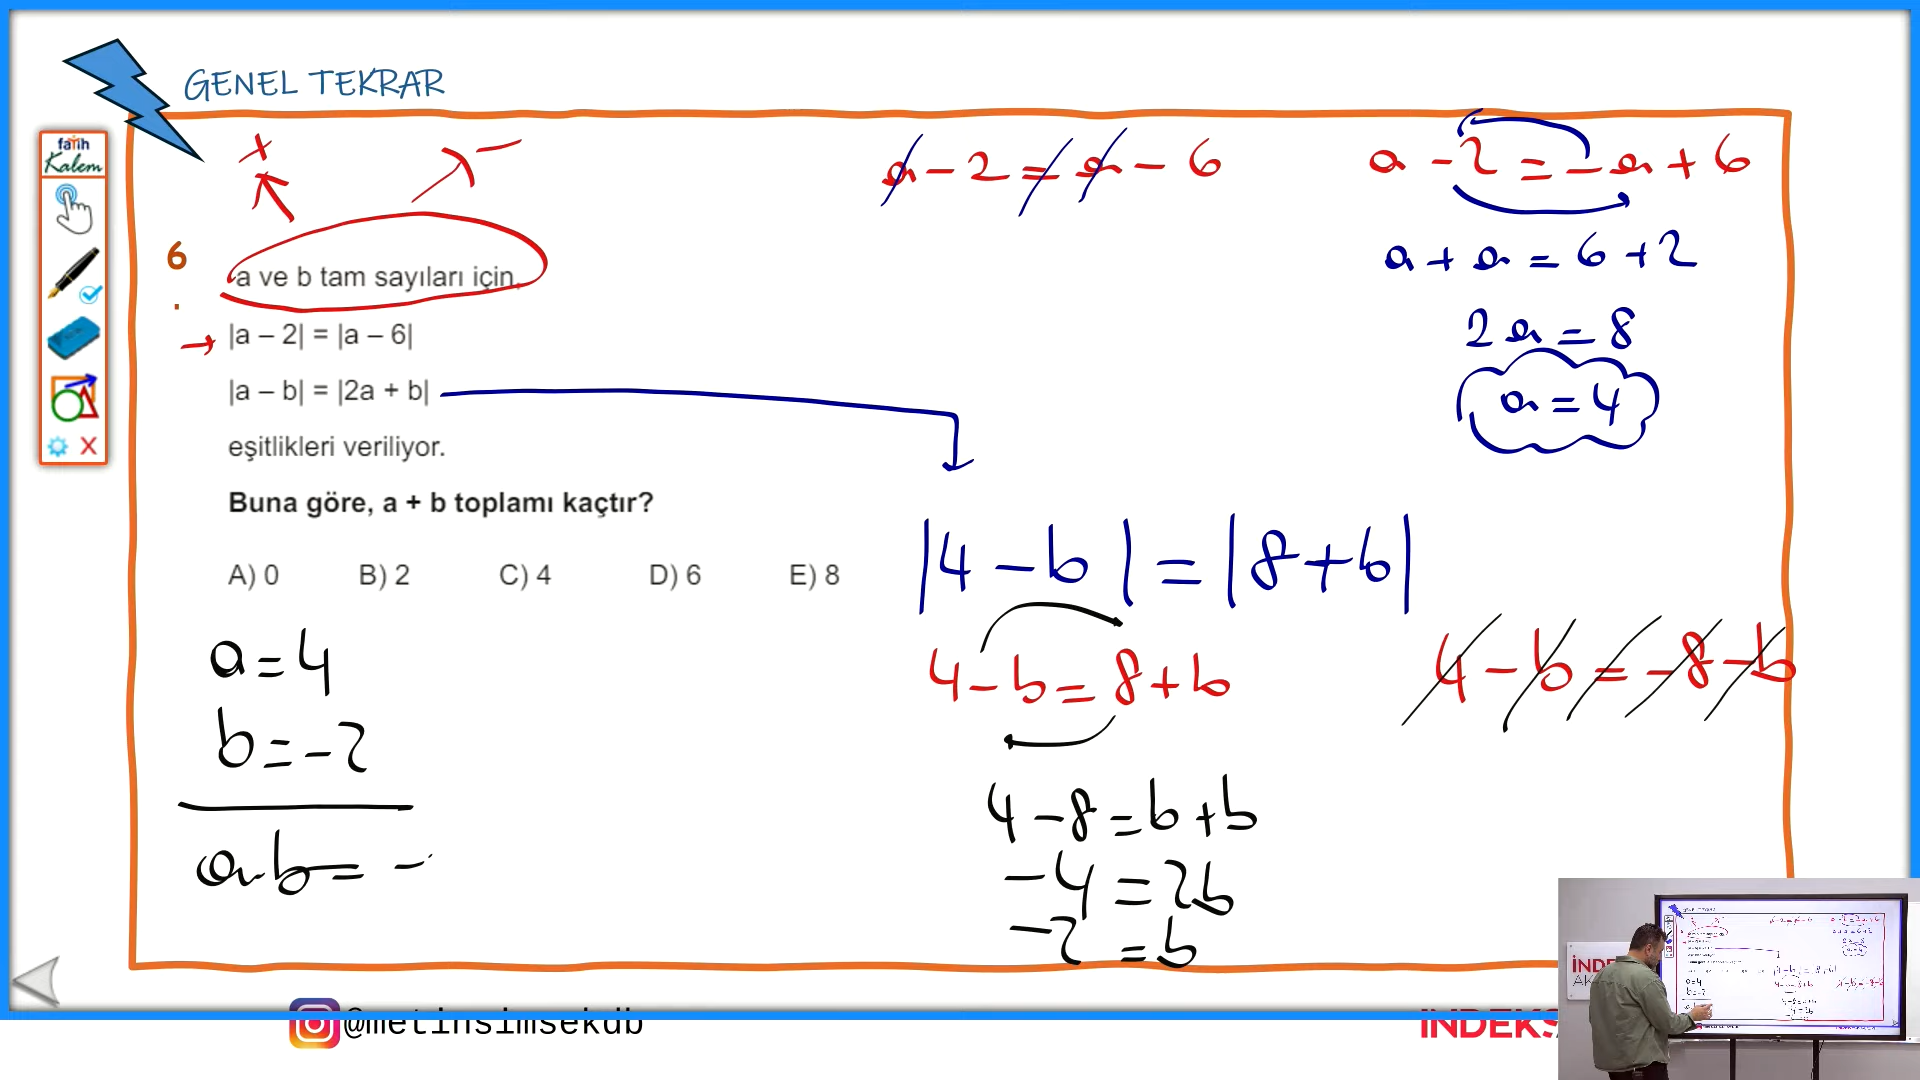 GENEL TEKRAR
fatih
Kalem
+ −
a - 2 = a - 6
a - 2 = - a + 6
a + a = 6 + 2
2a = 8
a = 4
6
.
a ve b tam sayıları için,
|a – 2| = |a – 6|
|a – b| = |2a + b|
eşitlikleri veriliyor.
Buna göre, a + b toplamı kaçtır?
A) 0 B) 2 C) 4 D) 6 E) 8
|4 - b| = |8 + b|
4 - b = 8 + b
4 - b = -8 - b
4 - 8 = b + b
-4 = 2b
-2 = b
a = 4
b = -2
a.b = -
@metinsimsekdb
INDEKS